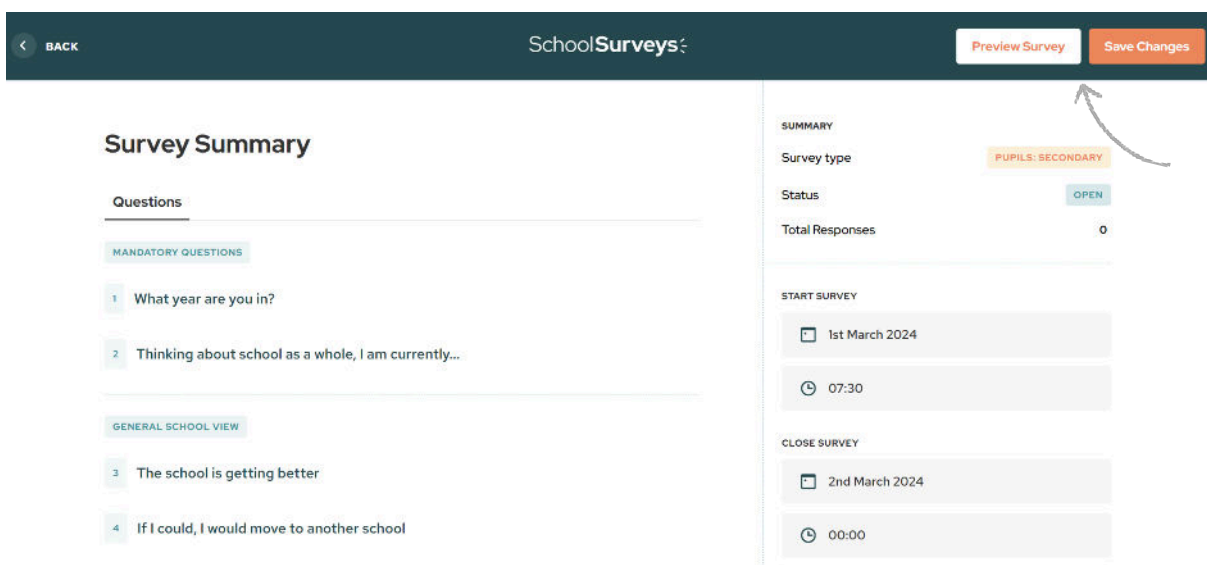 BACK
SchoolSurveys
Preview Survey
Save Changes
Survey Summary
Questions
MANDATORY QUESTIONS
1 What year are you in?
2 Thinking about school as a whole, I am currently...
GENERAL SCHOOL VIEW
3 The school is getting better
4 If I could, I would move to another school
SUMMARY
Survey type PUPILS: SECONDARY
Status OPEN
Total Responses 0
START SURVEY
1st March 2024
07:30
CLOSE SURVEY
2nd March 2024
00:00